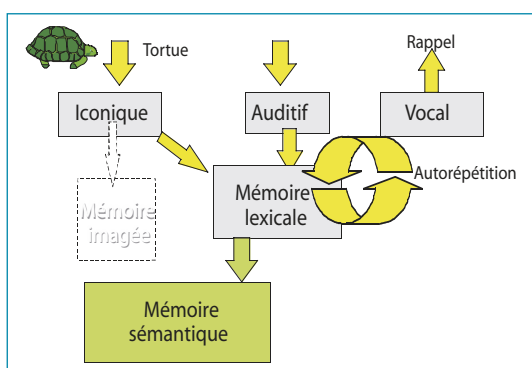 Tortue
Rappel
Iconique
Auditif
Vocal
Autorépétition
Mémoire
imagée
Mémoire
lexicale
Mémoire
sémantique